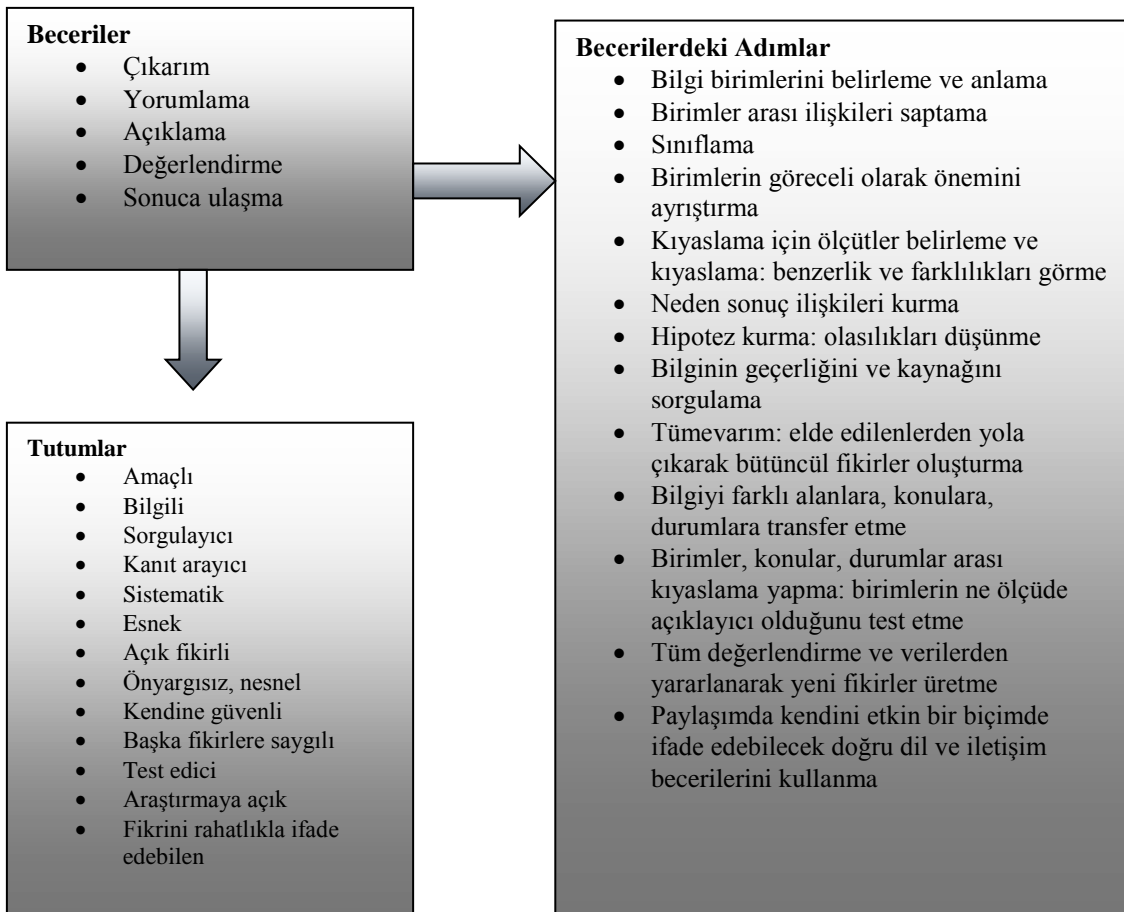 Beceriler
• Çıkarım
• Yorumlama
• Açıklama
• Değerlendirme
• Sonuca ulaşma
Becerilerdeki Adımlar
• Bilgi birimlerini belirleme ve anlama
• Birimler arası ilişkileri saptama
• Sınıflama
• Birimlerin göreceli olarak önemini
ayrıştırma
• Kıyaslama için ölçütler belirleme ve
kıyaslama: benzerlik ve farklılıkları görme
• Neden sonuç ilişkileri kurma
• Hipotez kurma: olasılıkları düşünme
• Bilginin geçerliğini ve kaynağını
sorgulama
• Tümevarım: elde edilenlerden yola
çıkarak bütüncül fikirler oluşturma
• Bilgiyi farklı alanlara, konulara,
durumlara transfer etme
• Birimler, konular, durumlar arası
kıyaslama yapma: birimlerin ne ölçüde
açıklayıcı olduğunu test etme
• Tüm değerlendirme ve verilerden
yararlanarak yeni fikirler üretme
• Paylaşımda kendini etkin bir biçimde
ifade edebilecek doğru dil ve iletişim
becerilerini kullanma
Tutumlar
• Amaçlı
• Bilgili
• Sorgulayıcı
• Kanıt arayıcı
• Sistematik
• Esnek
• Açık fikirli
• Önyargısız, nesnel
• Kendine güvenli
• Başka fikirlere saygılı
• Test edici
• Araştırmaya açık
• Fikrini rahatlıkla ifade
edebilen